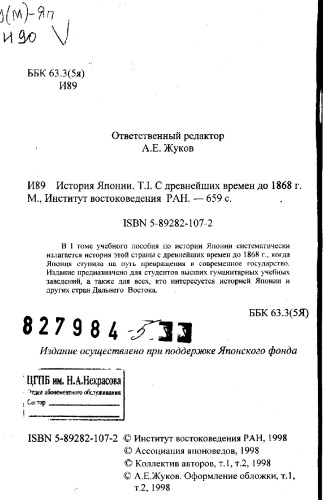 И90
ББК 63.3(5я)
И89
Ответственный редактор
А.Е. Жуков
И89 История Японии. Т.I. С древнейших времен до 1868 г.
М., Институт востоковедения РАН. — 659 с.
ISBN 5-89282-107-2
В I томе учебного пособия по истории Японии систематически
излагается история этой страны с древнейших времен до 1868 г., когда
Япония ступила на путь превращения в современное государство.
Издание предназначено для студентов высших гуманитарных учебных
заведений, а также для всех, кто интересуется историей Японии и
других стран Дальнего Востока.
ББК 63.3(5Я)
827984
Издание осуществлено при поддержке Японского фонда
ЦГПБ им. Н.А.Некрасова
Отдел абонементного обслуживания
Сектор
ISBN 5-89282-107-2 © Институт востоковедения РАН, 1998
© Ассоциация японоведов, 1998
© Коллектив авторов, т.1, т.2, 1998
© А.Е.Жуков. Оформление обложки, т.1,
т.2, 1998